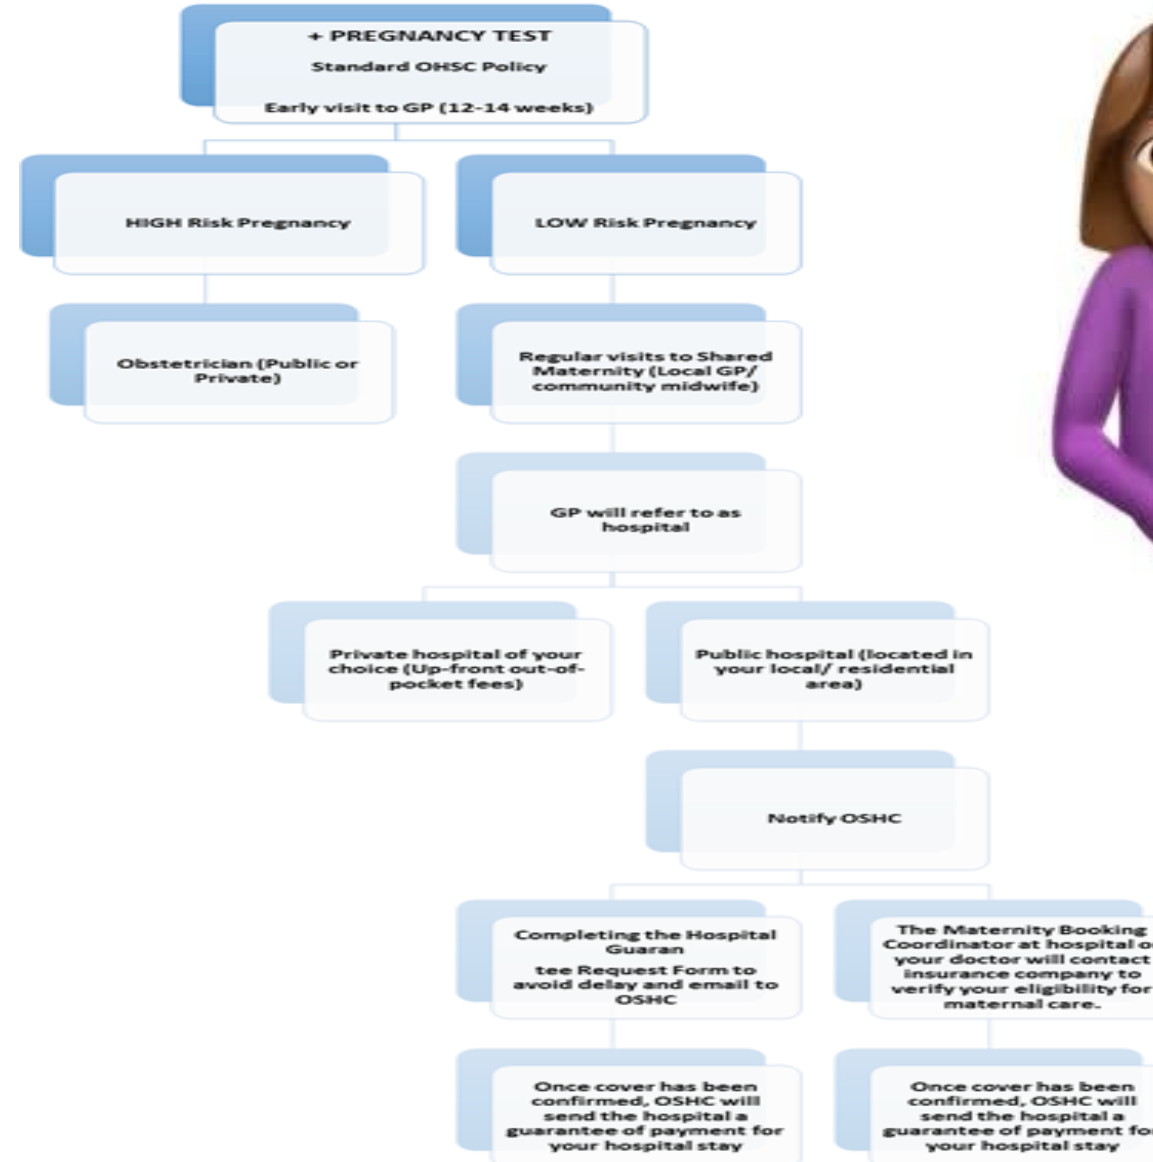 + PREGNANCY TEST
Standard OHSC Policy
Early visit to GP (12-14 weeks)
HIGH Risk Pregnancy
LOW Risk Pregnancy
Obstetrician (Public or
Private)
Regular visits to Shared
Maternity (Local GP/
community midwife)
GP will refer to as
hospital
Private hospital of your
choice (Up-front out-of-
pocket fees)
Public hospital (located in
your local/ residential
area)
Notify OSHC
Completing the Hospital
Guaran
tee Request Form to
avoid delay and email to
OSHC
The Maternity Booking
Coordinator at hospital
your doctor will contact
insurance company to
verify your eligibility for
maternal care.
Once cover has been
confirmed, OSHC will
send the hospital a
guarantee of payment for
your hospital stay
Once cover has been
confirmed, OSHC will
send the hospital a
guarantee of payment for
your hospital stay